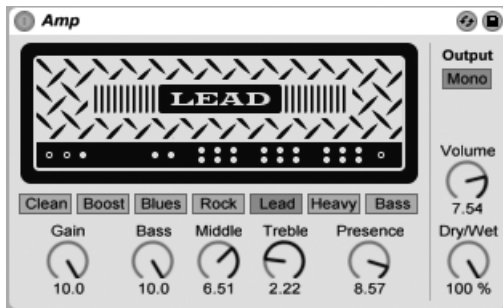 Amp
Output
Mono
LEAD
Volume
7.54
Clean Boost Blues Rock Lead Heavy Bass
Gain Bass Middle Treble Presence Dry/Wet
10.0 10.0 6.51 2.22 8.57 100 %